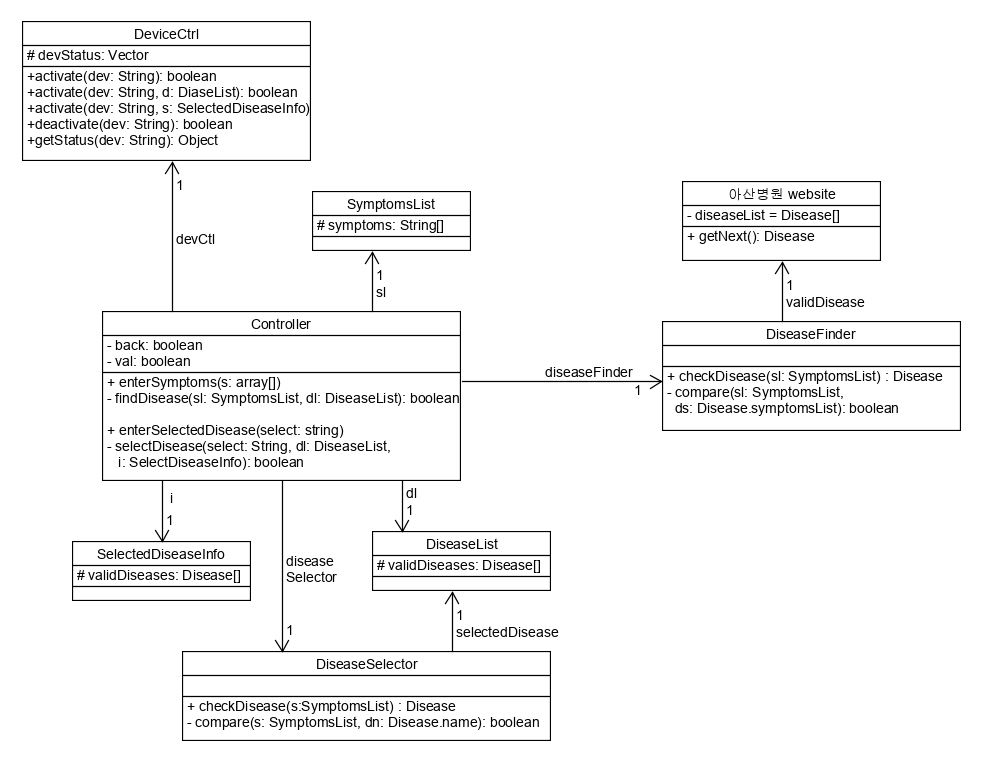 DeviceCtrl
# devStatus: Vector
+activate(dev: String): boolean
+activate(dev: String, d: DiaseList): boolean
+activate(dev: String, s: SelectedDiseaseInfo)
+deactivate(dev: String): boolean
+getStatus(dev: String): Object
1
devCtl
SymptomsList
# symptoms: String[]
1
sl
아산병원 website
- diseaseList = Disease[]
+ getNext(): Disease
1
validDisease
Controller
- back: boolean
- val: boolean
+ enterSymptoms(s: array[])
- findDisease(sl: SymptomsList, dl: DiseaseList): boolean
+ enterSelectedDisease(select: string)
- selectDisease(select: String, dl: DiseaseList,
i: SelectDiseaseInfo): boolean
diseaseFinder
1
DiseaseFinder
+ checkDisease(sl: SymptomsList) : Disease
- compare(sl: SymptomsList,
ds: Disease.symptomsList): boolean
i
1
dl
1
SelectedDiseaseInfo
# validDiseases: Disease[]
disease
Selector
1
DiseaseList
# validDiseases: Disease[]
1
selectedDisease
DiseaseSelector
+ checkDisease(s:SymptomsList) : Disease
- compare(s: SymptomsList, dn: Disease.name): boolean